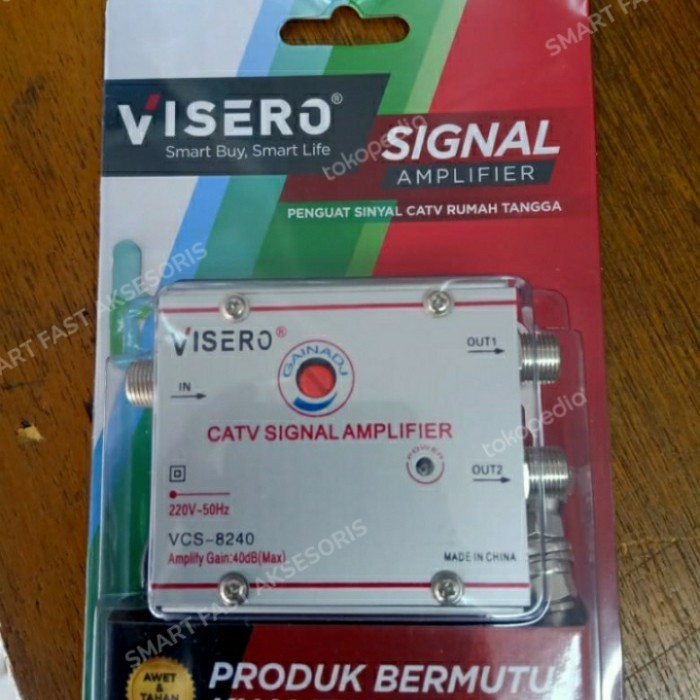 VISERO®
Smart Buy, Smart Life
SIGNAL
AMPLIFIER
PENGUAT SINYAL CATV RUMAH TANGGA
VISERO®
GAINADJ
OUT1
IN
CATV SIGNAL AMPLIFIER
POWER
OUT2
220V~50Hz
VCS-8240
Amplify Gain:40dB(Max)
MADE IN CHINA
AWET &
TAHAN
PRODUK BERMUTU
SMART FAST AKSESORIS
tokopedia
SMART FAST AKSESORIS
tokopedia
SMART FAST AKSESORIS
SMART FAST